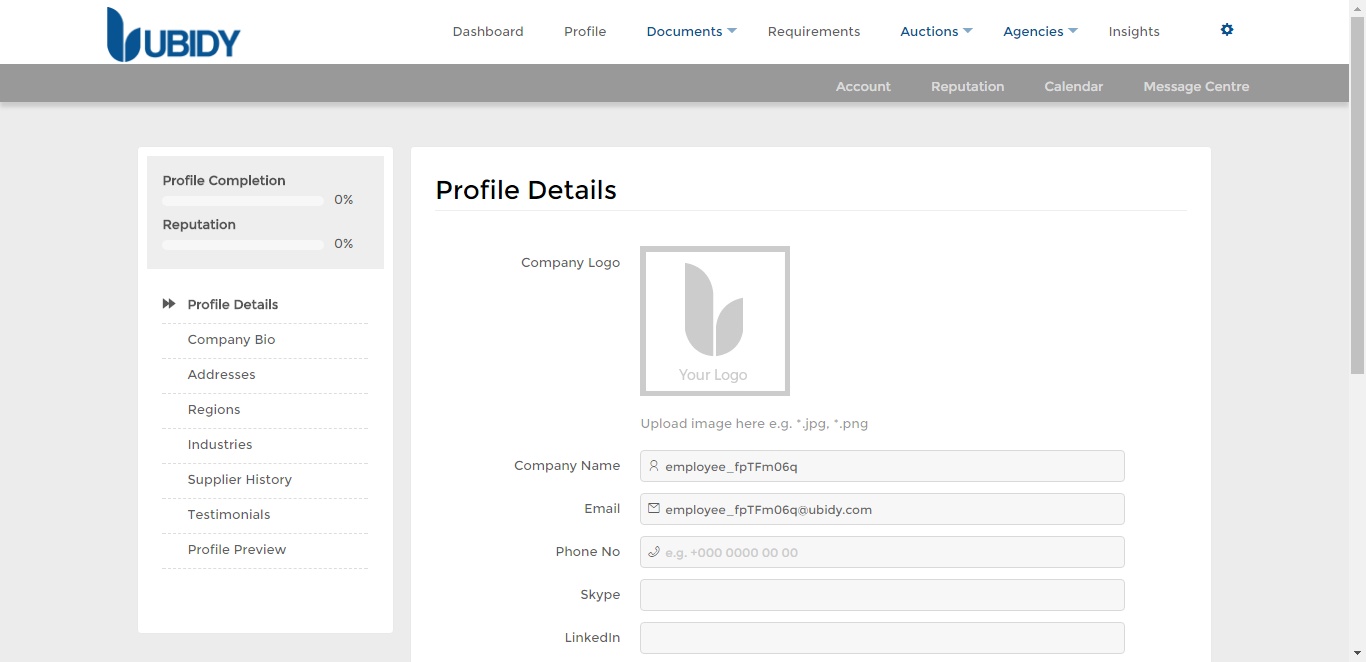 UBIDY
Dashboard Profile Documents Requirements Auctions Agencies Insights
Account Reputation Calendar Message Centre
Profile Completion
0%
Reputation
0%
Profile Details
Company Bio
Addresses
Regions
Industries
Supplier History
Testimonials
Profile Preview
Profile Details
Company Logo
Your Logo
Upload image here e.g. *.jpg, *.png
Company Name employee_fpTFm06q
Email employee_fpTFm06q@ubidy.com
Phone No e.g. +000 0000 00 00
Skype
LinkedIn